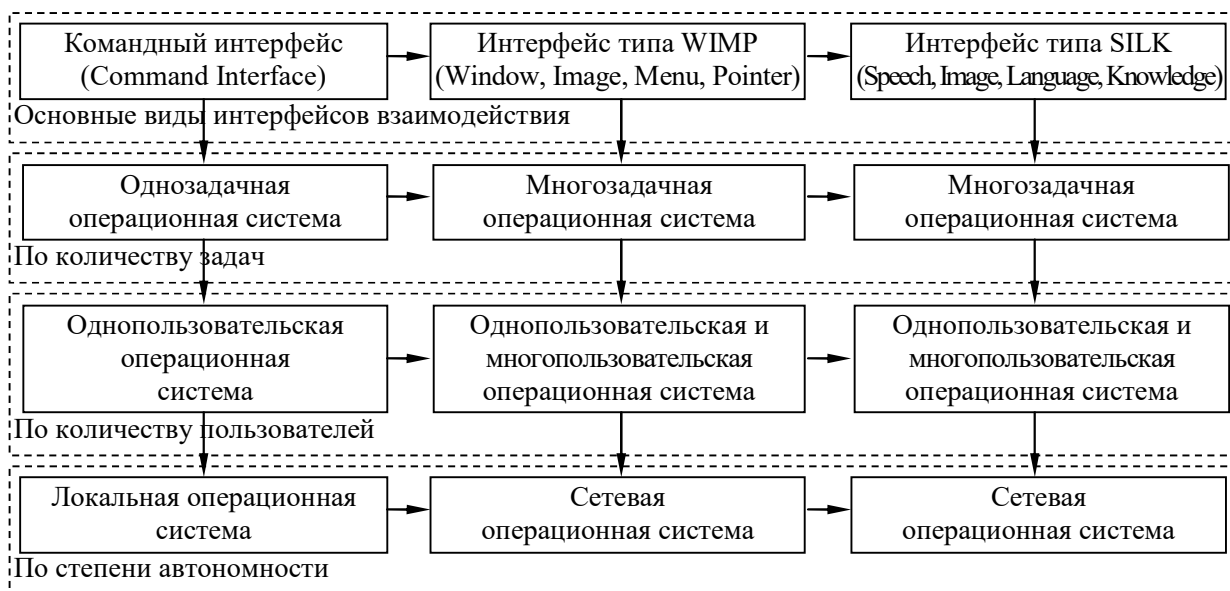 Командный интерфейс
(Command Interface)
Интерфейс типа WIMP
(Window, Image, Menu, Pointer)
Интерфейс типа SILK
(Speech, Image, Language, Knowledge)
Основные виды интерфейсов взаимодействия
Однозадачная
операционная система
Многозадачная
операционная система
Многозадачная
операционная система
По количеству задач
Однопользовательская
операционная
система
Однопользовательская и
многопользовательская
операционная система
Однопользовательская и
многопользовательская
операционная система
По количеству пользователей
Локальная операционная
система
Сетевая
операционная система
Сетевая
операционная система
По степени автономности